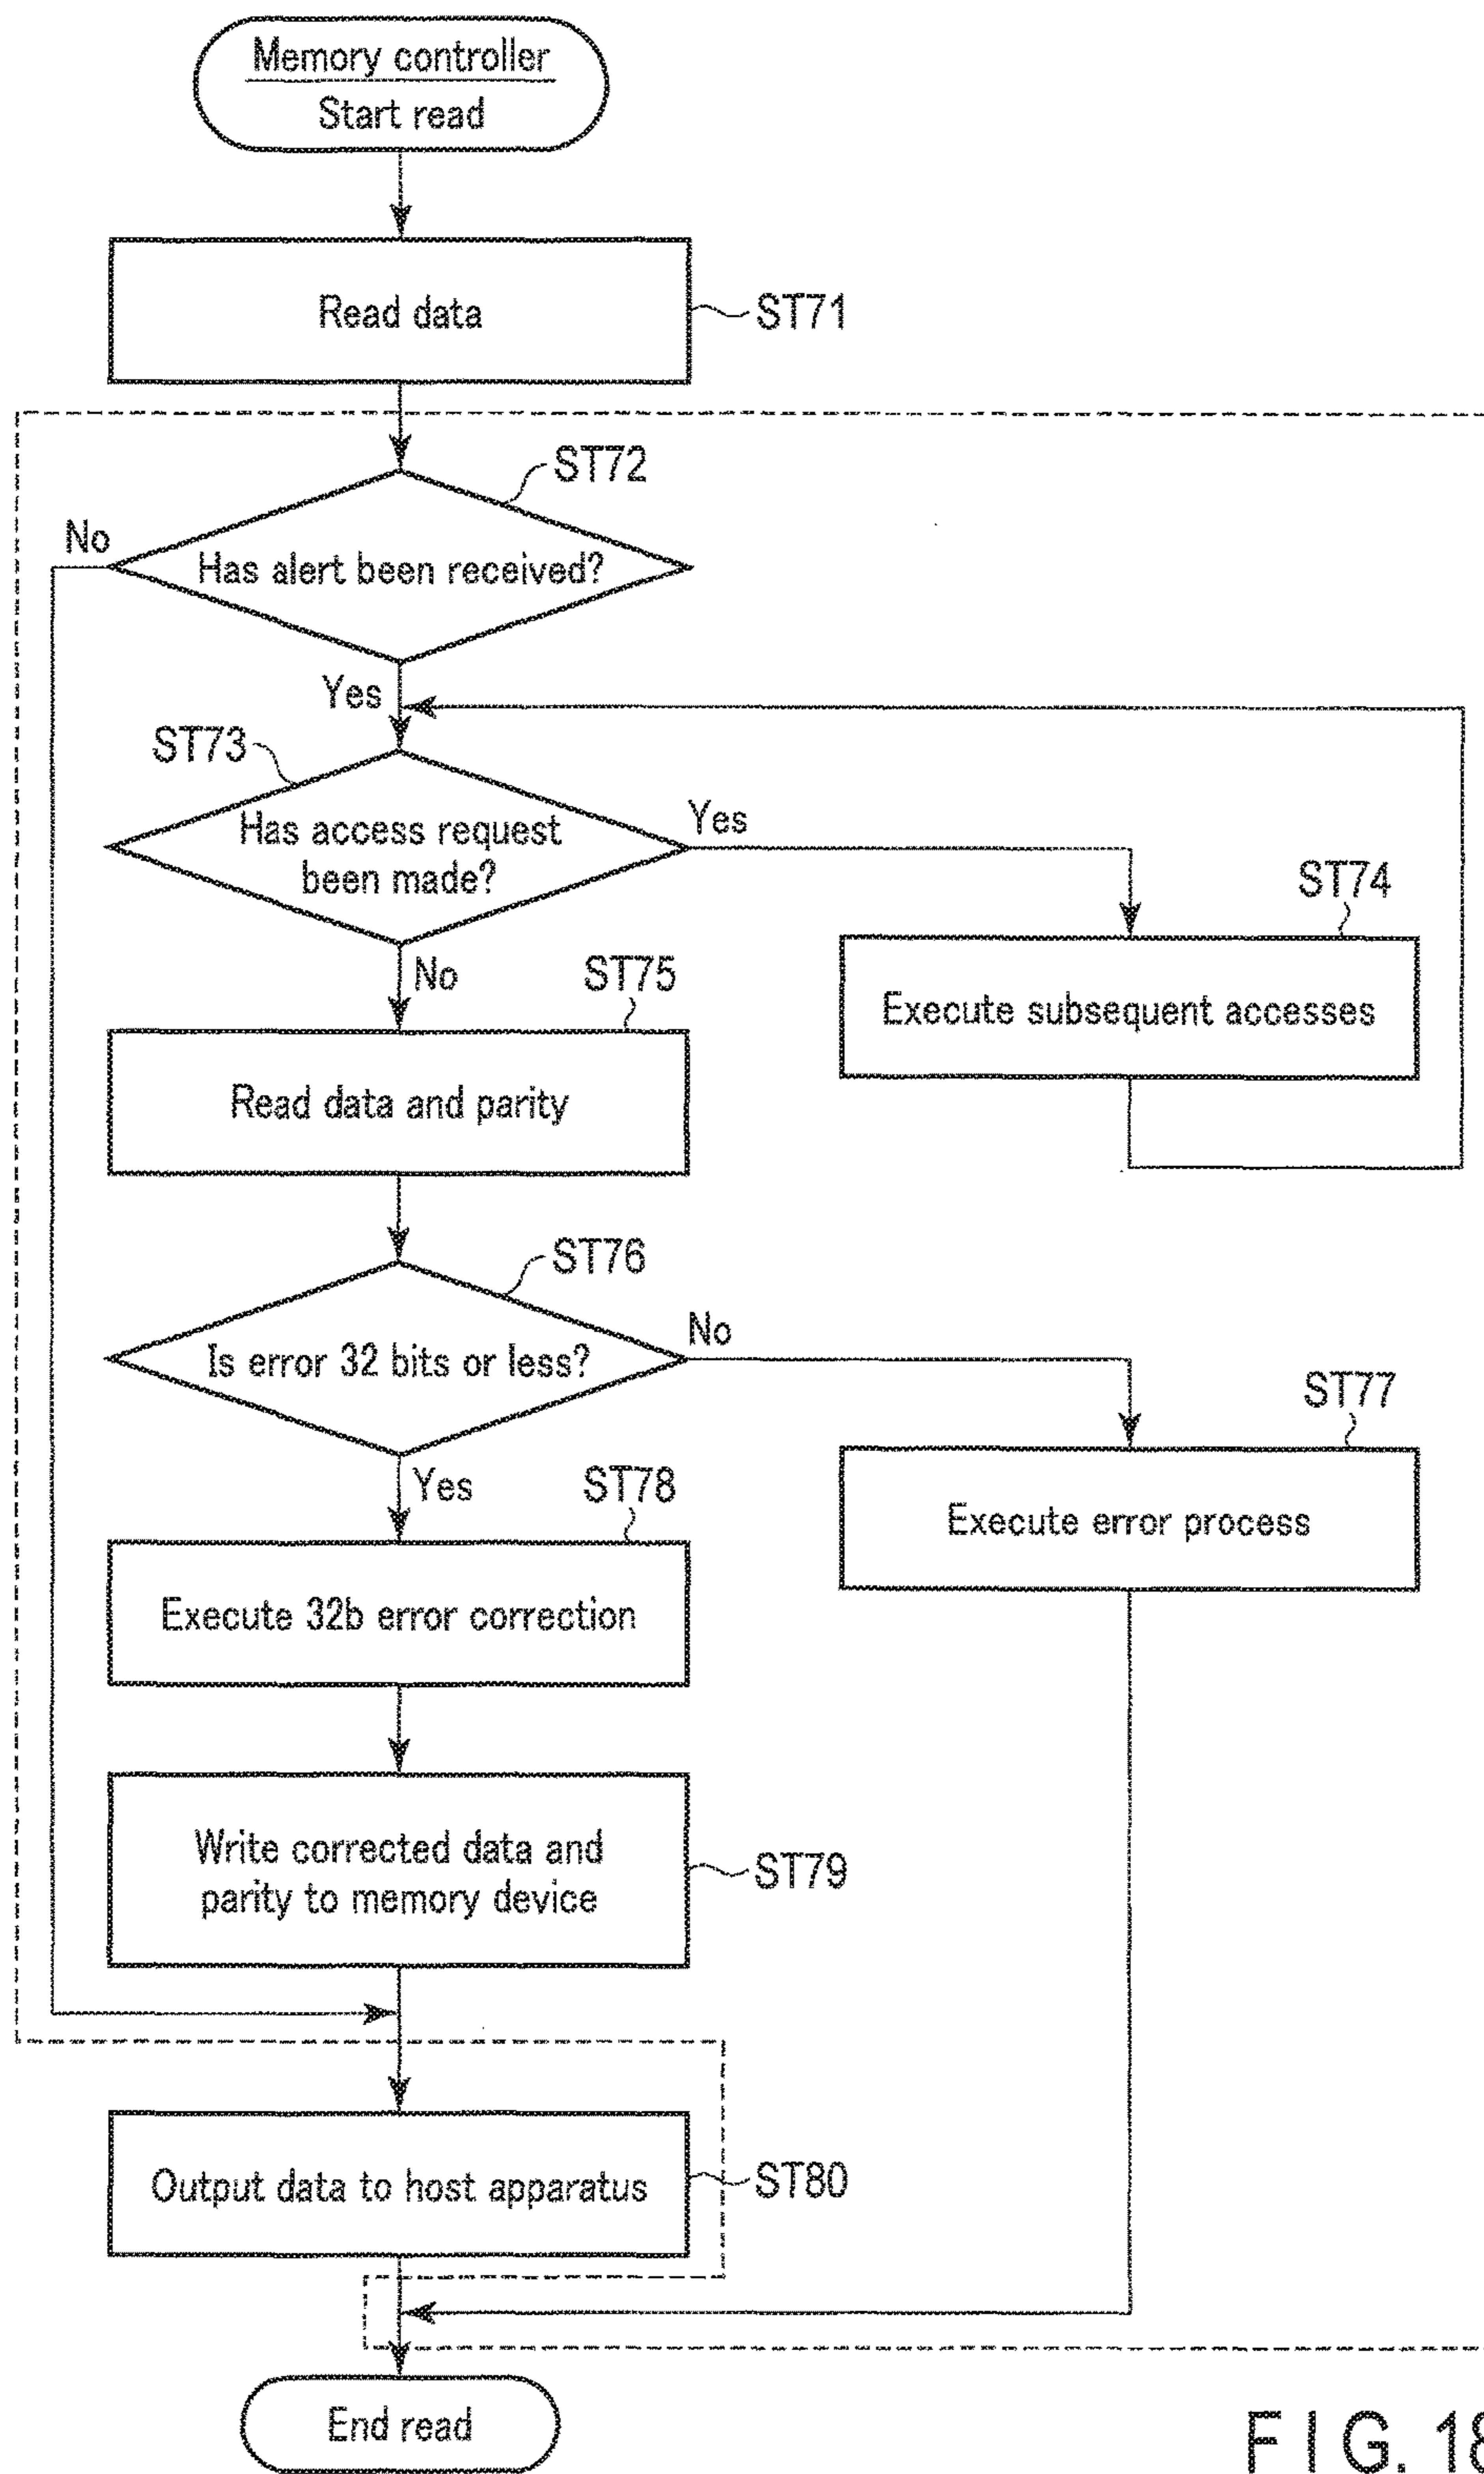 Memory controller
Start read
Read data
ST71
ST72
No
Has alert been received?
Yes
ST73
Has access request
been made?
Yes
ST74
Execute subsequent accesses
No
ST75
Read data and parity
ST76
Is error 32 bits or less?
No
ST77
Execute error process
Yes
ST78
Execute 32b error correction
Write corrected data and
parity to memory device
ST79
Output data to host apparatus
ST80
End read
FIG. 18